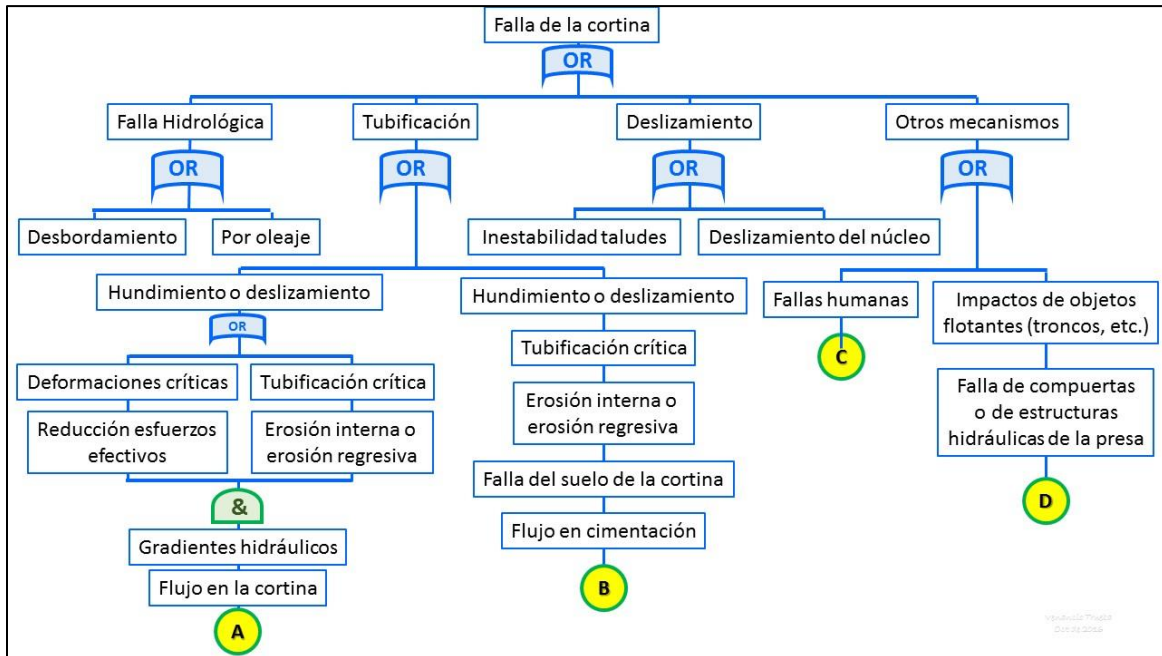 Falla de la cortina
OR
Falla Hidrológica
Tubificación
Deslizamiento
Otros mecanismos
OR
OR
OR
OR
Desbordamiento
Por oleaje
Inestabilidad taludes
Deslizamiento del núcleo
Hundimiento o deslizamiento
Hundimiento o deslizamiento
Fallas humanas
Impactos de objetos
flotantes (troncos, etc.)
OR
Tubificación crítica
C
Deformaciones críticas
Tubificación crítica
Erosión interna o
erosión regresiva
Falla de compuertas
o de estructuras
hidráulicas de la presa
Reducción esfuerzos
efectivos
Erosión interna o
erosión regresiva
Falla del suelo de la cortina
&
D
Flujo en cimentación
Gradientes hidráulicos
Flujo en la cortina
B
A